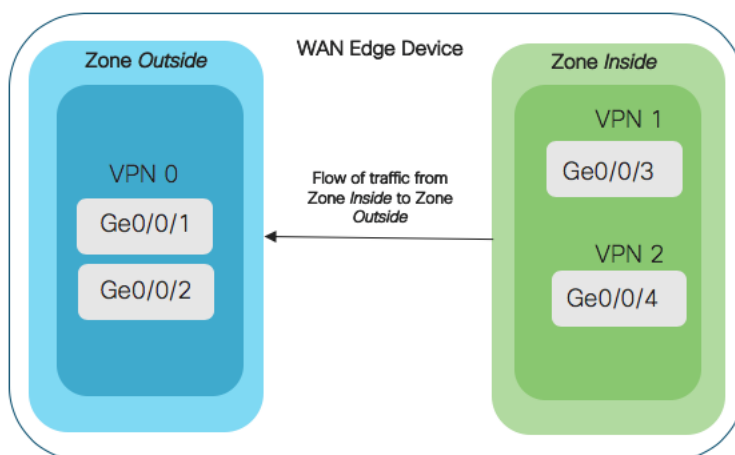 WAN Edge Device
Zone Outside
VPN 0
Ge0/0/1
Ge0/0/2
Flow of traffic from
Zone Inside to Zone
Outside
Zone Inside
VPN 1
Ge0/0/3
VPN 2
Ge0/0/4